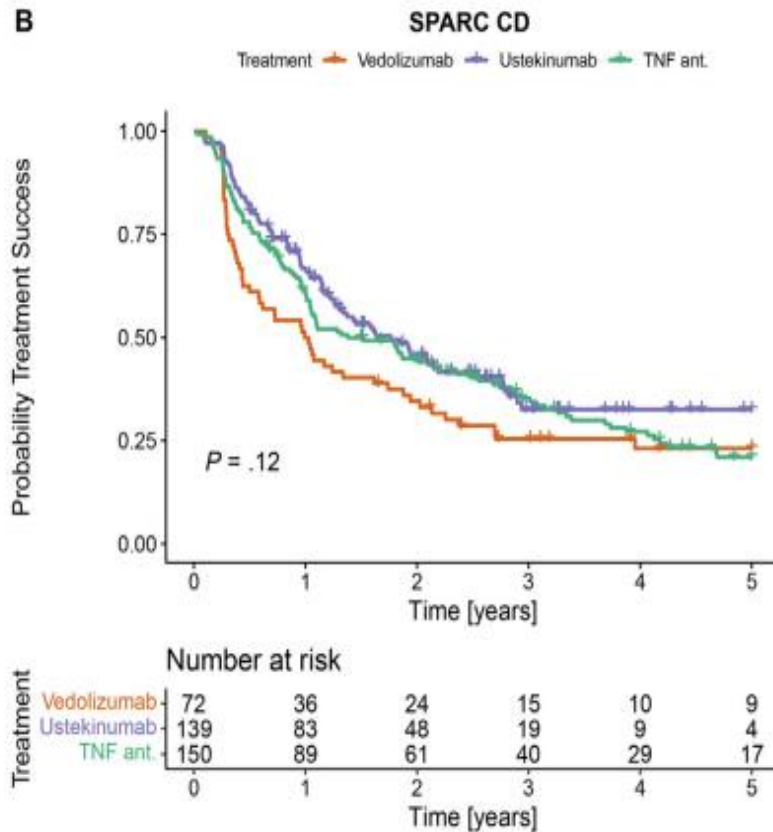 B
SPARC CD
Treatment Vedolizumab Ustekinumab TNF ant.
Probability Treatment Success
1.00
0.75
0.50
0.25
0.00
P = .12
0 1 2 3 4 5
Time [years]
Number at risk
Treatment
Vedolizumab 72 36 24 15 10 9
Ustekinumab 139 83 48 19 9 4
TNF ant. 150 89 61 40 29 17
0 1 2 3 4 5
Time [years]